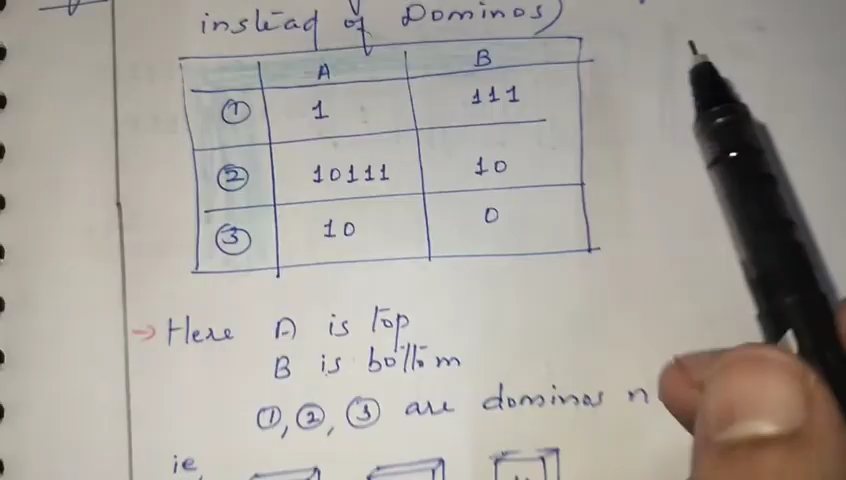 instead of Dominos)
A B
① 1 111
② 10111 10
③ 10 0
→ Here A is top
B is bottom
①, ②, ③ are dominos n
ie